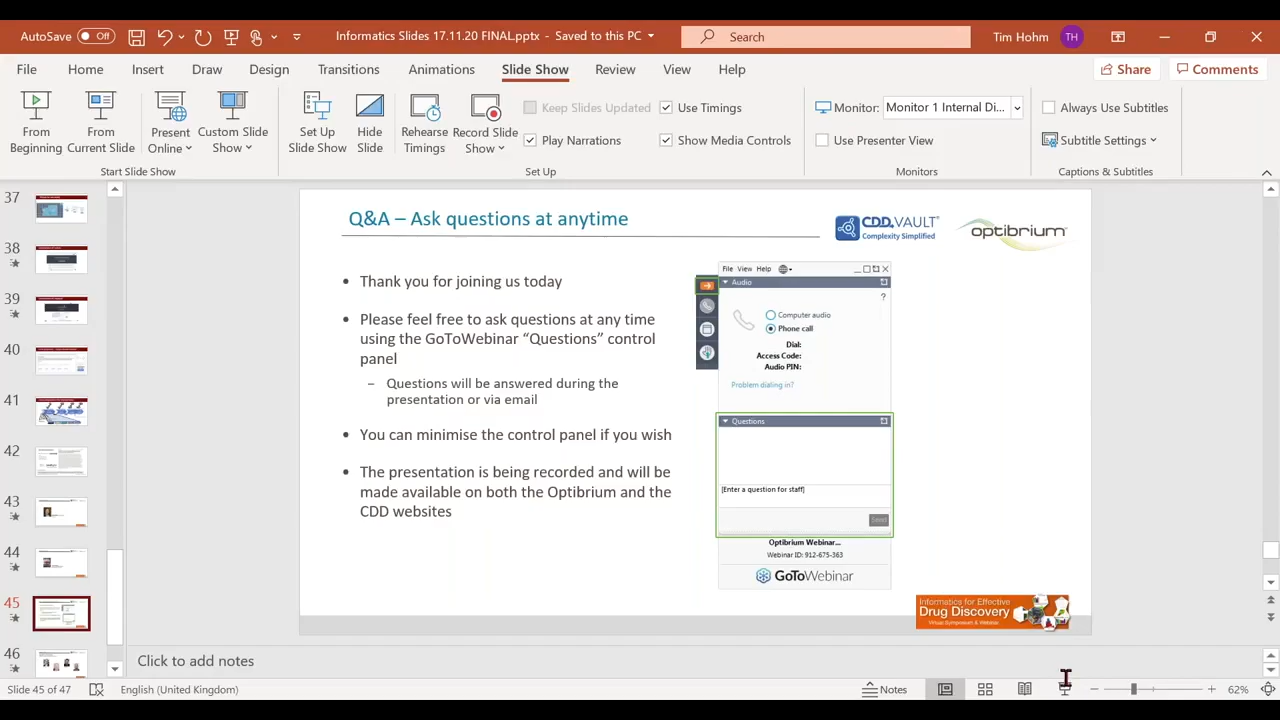 AutoSave Off
Informatics Slides 17.11.20 FINAL.pptx - Saved to this PC
Search
Tim Hohm TH
File Home Insert Draw Design Transitions Animations Slide Show Review View Help
Share Comments
From Beginning
From Current Slide
Present Online
Custom Slide Show
Set Up Slide Show
Hide Slide
Rehearse Timings
Record Slide Show
Keep Slides Updated
Use Timings
Play Narrations
Show Media Controls
Monitor: Monitor 1 Internal Di...
Use Presenter View
Always Use Subtitles
Subtitle Settings
Start Slide Show
Set Up
Monitors
Captions & Subtitles
37
38
39
40
41
42
43
44
45
46
Q&A – Ask questions at anytime
CDD. VAULT®
Complexity Simplified
optibrium™
• Thank you for joining us today
• Please feel free to ask questions at any time
using the GoToWebinar “Questions” control
panel
– Questions will be answered during the
presentation or via email
• You can minimise the control panel if you wish
• The presentation is being recorded and will be
made available on both the Optibrium and the
CDD websites
File View Help
Audio
?
Computer audio
Phone call
Dial:
Access Code:
Audio PIN:
Problem dialing in?
Questions
[Enter a question for staff]
Send
Optibrium Webinar...
Webinar ID: 912-675-363
GoToWebinar
Informatics for Effective
Drug Discovery
Virtual Symposium & Webinar
Click to add notes
Slide 45 of 47
English (United Kingdom)
Notes
62%